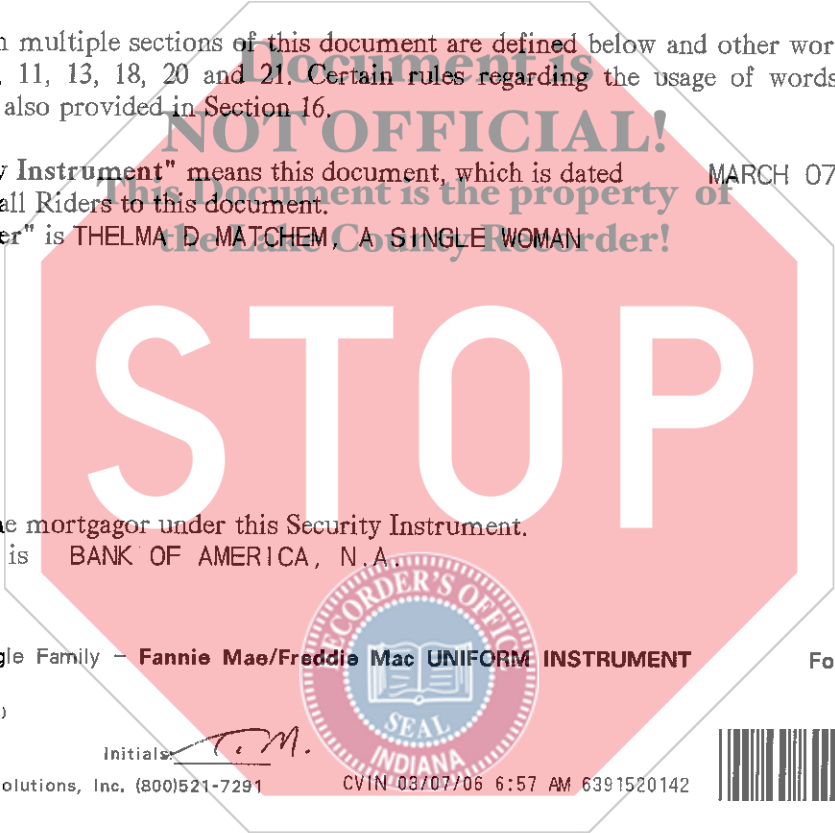 n multiple sections of this document are defined below and other wor
, 11, 13, 18, 20 and 21. Certain rules regarding the usage of words
also provided in Section 16.
Document is
NOT OFFICIAL!
This Document is the property of
the Lake County Recorder!
y Instrument" means this document, which is dated MARCH 07
all Riders to this document.
er" is THELMA D MATCHEM, A SINGLE WOMAN
STOP
e mortgagor under this Security Instrument.
is BANK OF AMERICA, N.A.
RECORDER'S OFFICE
SEAL
INDIANA
gle Family – Fannie Mae/Freddie Mac UNIFORM INSTRUMENT Fo
)
Initials: T.M.
olutions, Inc. (800)521-7291 CVIN 03/07/06 6:57 AM 6391520142